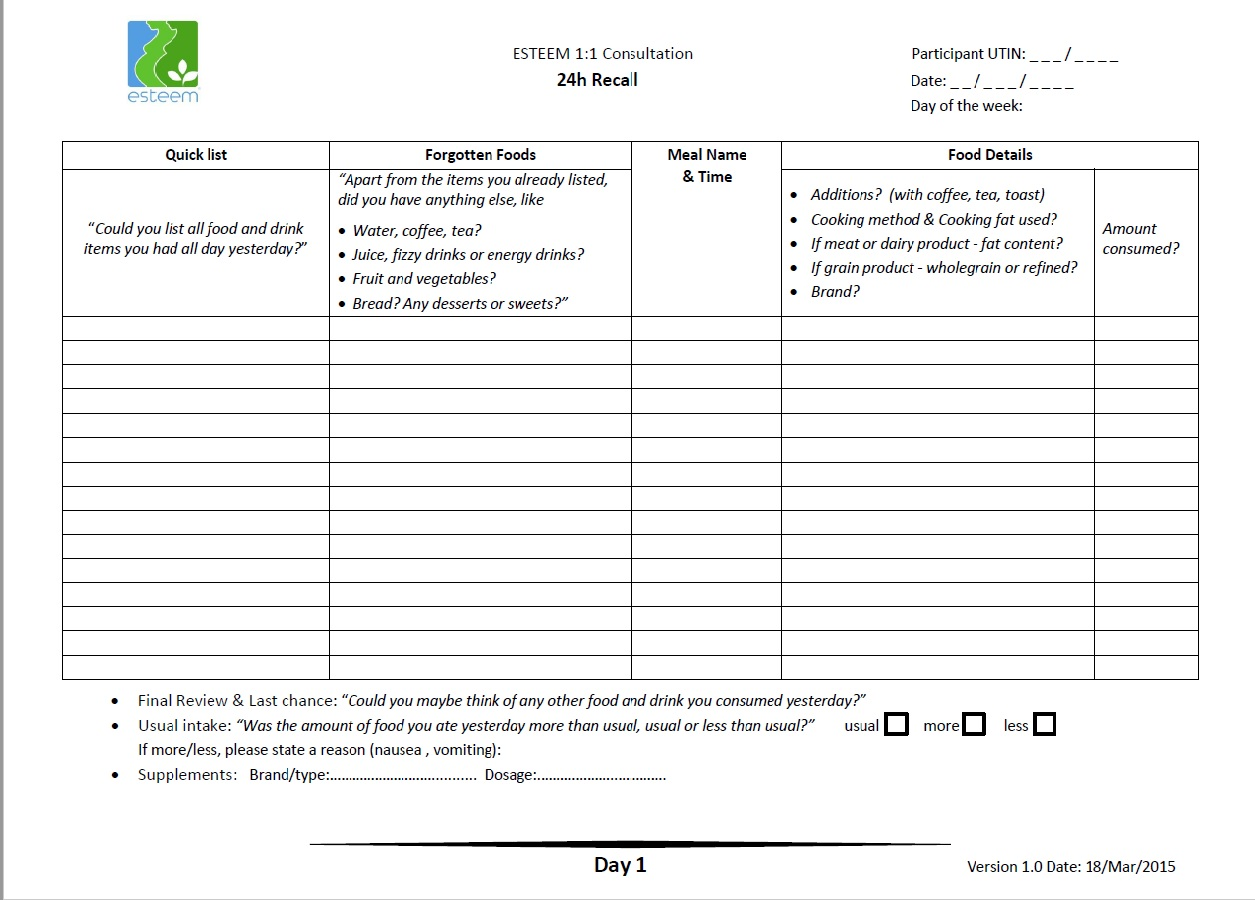 esteem
ESTEEM 1:1 Consultation
24h Recall
Participant UTIN: _ _ _ / _ _ _ _
Date: _ _ / _ _ _ / _ _ _ _
Day of the week:
Quick list
Forgotten Foods
Meal Name
& Time
Food Details
“Could you list all food and drink
items you had all day yesterday?”
“Apart from the items you already listed,
did you have anything else, like
• Water, coffee, tea?
• Juice, fizzy drinks or energy drinks?
• Fruit and vegetables?
• Bread? Any desserts or sweets?”
• Additions? (with coffee, tea, toast)
• Cooking method & Cooking fat used?
• If meat or dairy product - fat content?
• If grain product - wholegrain or refined?
• Brand?
Amount
consumed?
• Final Review & Last chance: “Could you maybe think of any other food and drink you consumed yesterday?”
• Usual intake: “Was the amount of food you ate yesterday more than usual, usual or less than usual?” usual more less
If more/less, please state a reason (nausea , vomiting):
• Supplements: Brand/type:...................................... Dosage:.................................
Day 1
Version 1.0 Date: 18/Mar/2015